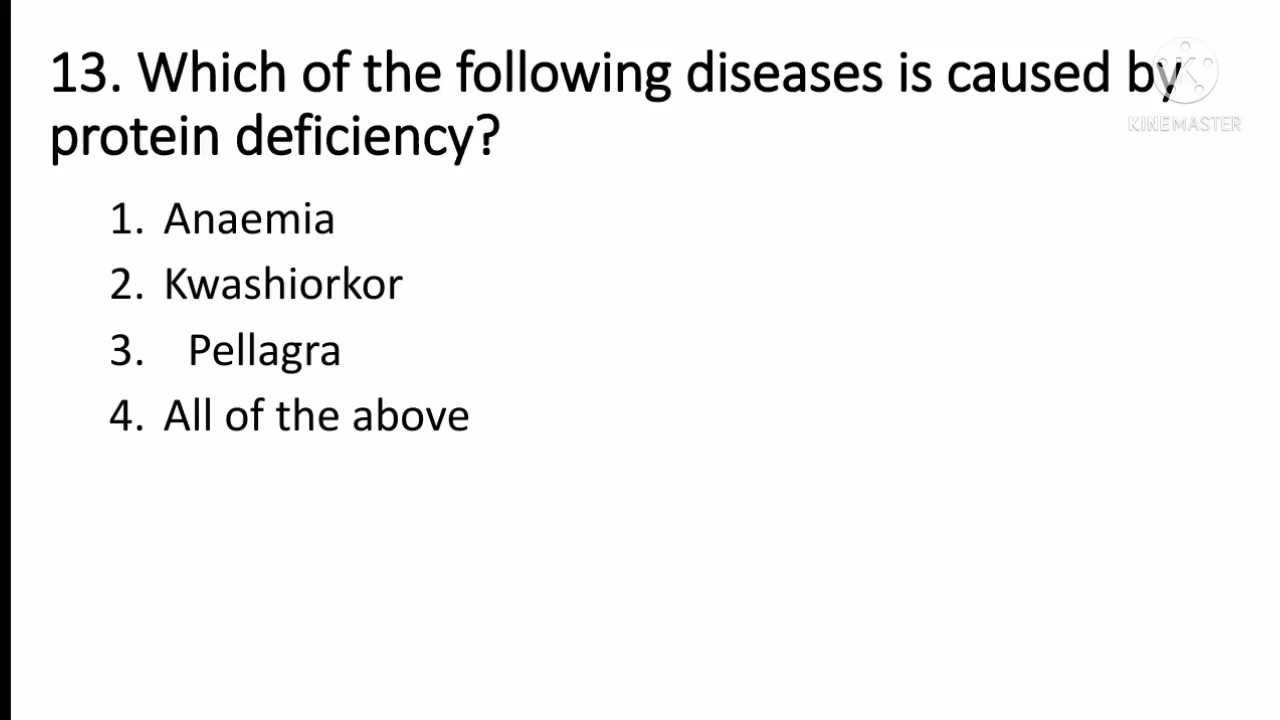 13. Which of the following diseases is caused by
KINEMASTER
protein deficiency?
1. Anaemia
2. Kwashiorkor
3. Pellagra
4. All of the above